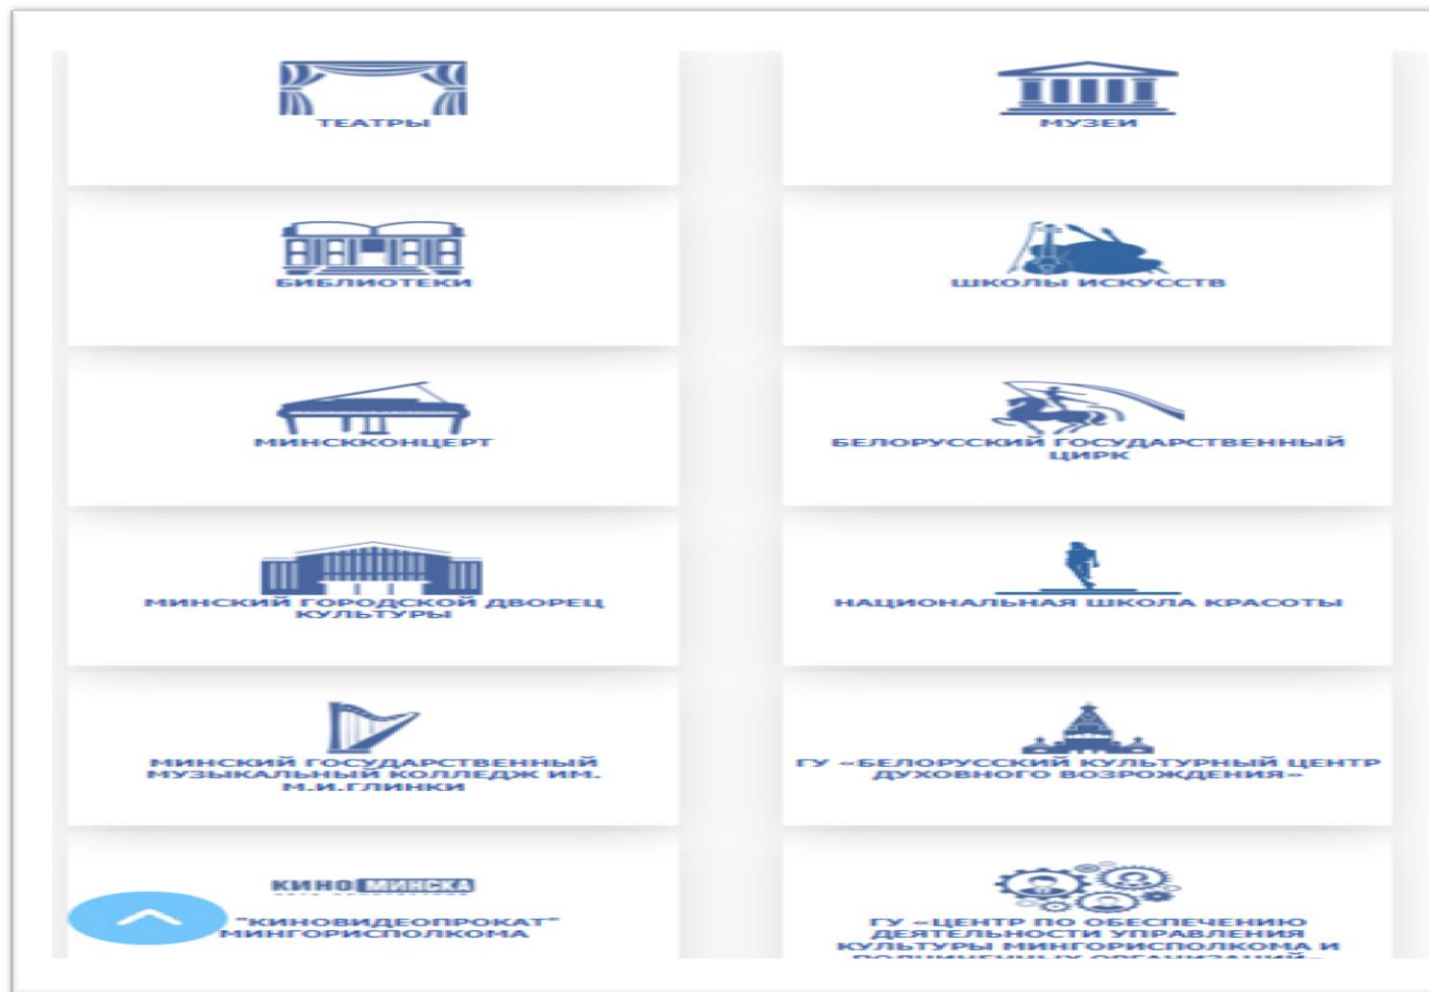 ТЕАТРЫ
МУЗЕИ
БИБЛИОТЕКИ
ШКОЛЫ ИСКУССТВ
МИНСККОНЦЕРТ
БЕЛОРУССКИЙ ГОСУДАРСТВЕННЫЙ
ЦИРК
МИНСКИЙ ГОРОДСКОЙ ДВОРЕЦ
КУЛЬТУРЫ
НАЦИОНАЛЬНАЯ ШКОЛА КРАСОТЫ
МИНСКИЙ ГОСУДАРСТВЕННЫЙ
МУЗЫКАЛЬНЫЙ КОЛЛЕДЖ ИМ.
М.И.ГЛИНКИ
ГУ «БЕЛОРУССКИЙ КУЛЬТУРНЫЙ ЦЕНТР
ДУХОВНОГО ВОЗРОЖДЕНИЯ»
КИНО МИНСКА
"КИНОВИДЕОПРОКАТ"
МИНГОРИСПОЛКОМА
ГУ «ЦЕНТР ПО ОБЕСПЕЧЕНИЮ
ДЕЯТЕЛЬНОСТИ УПРАВЛЕНИЯ
КУЛЬТУРЫ МИНГОРИСПОЛКОМА И
ПОДЧИНЕННЫХ ОРГАНИЗАЦИЙ»